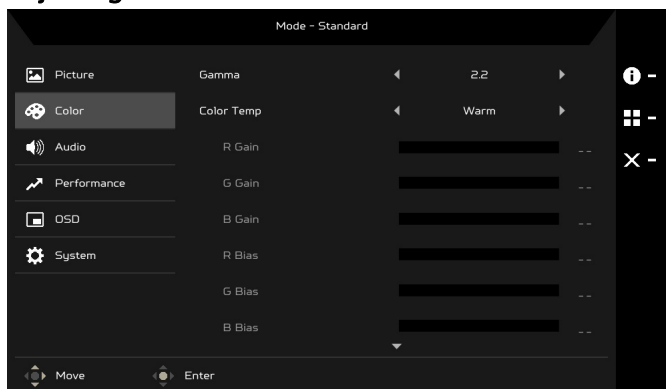 Mode - Standard
Picture
Gamma
2.2
Color
Color Temp
Warm
Audio
R Gain
--
Performance
G Gain
--
OSD
B Gain
--
System
R Bias
--
G Bias
--
B Bias
--
Move
Enter